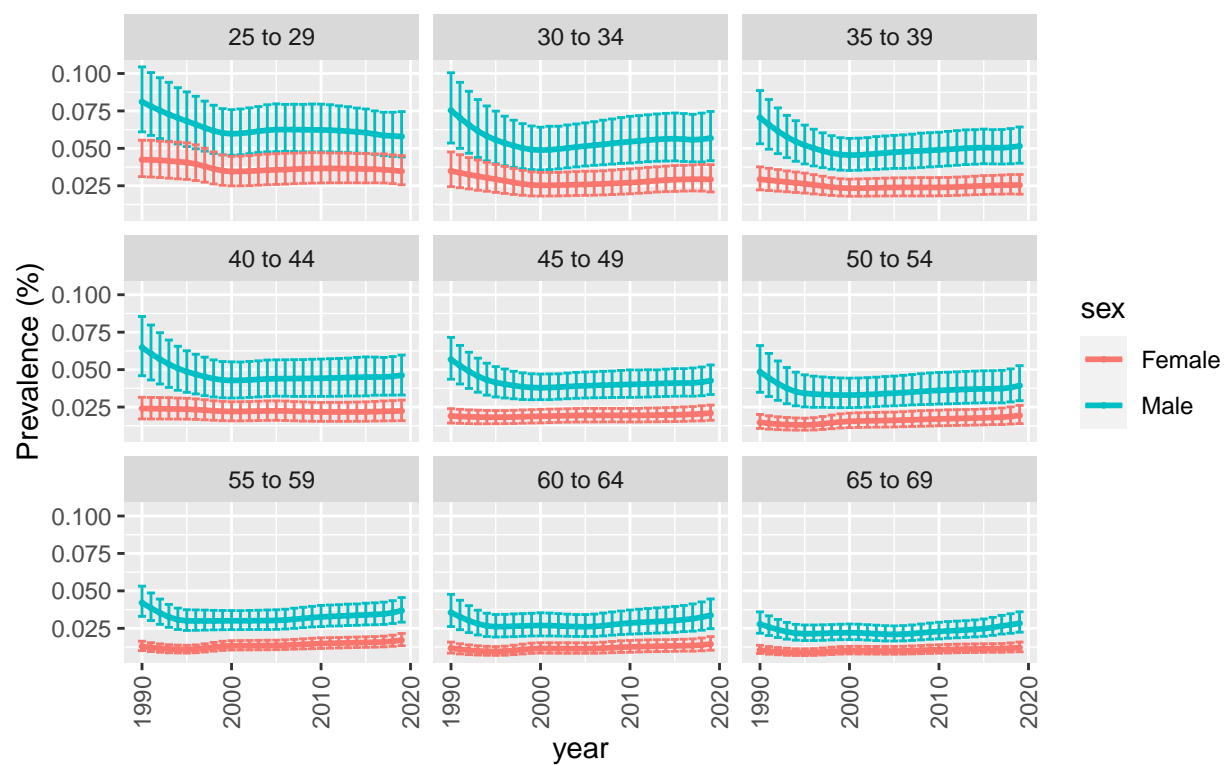 25 to 29
30 to 34
35 to 39
0.100
0.075
0.050
0.025
40 to 44
45 to 49
50 to 54
0.100
0.075
0.050
0.025
55 to 59
60 to 64
65 to 69
0.100
0.075
0.050
0.025
1990
2000
2010
2020
1990
2000
2010
2020
1990
2000
2010
2020
year
Prevalence (%)
sex
Female
Male